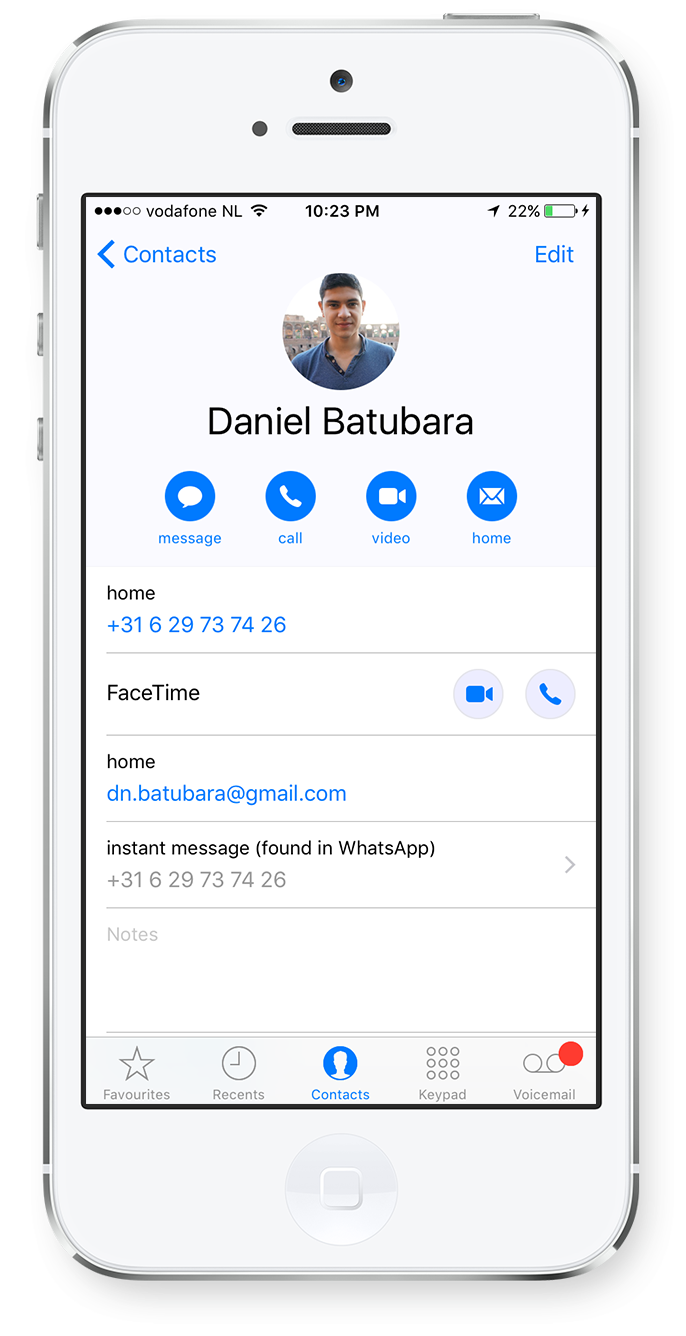 vodafone NL 10:23 PM 22%
Contacts Edit
Daniel Batubara
message call video home
home
+31 6 29 73 74 26
FaceTime
home
dn.batubara@gmail.com
instant message (found in WhatsApp)
+31 6 29 73 74 26
Notes
Favourites Recents Contacts Keypad Voicemail